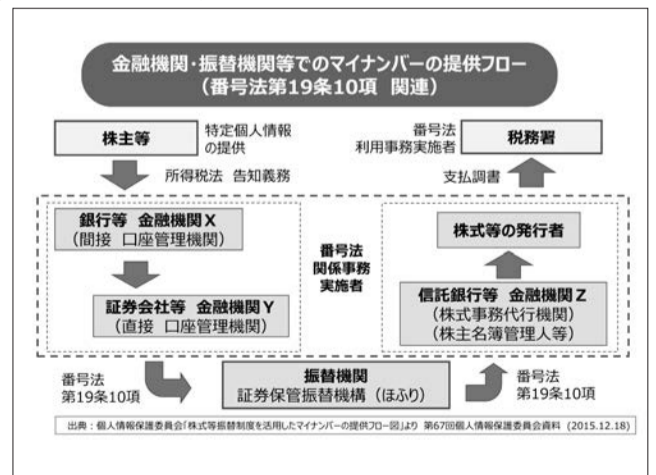 金融機関・振替機関等でのマイナンバーの提供フロー
（番号法第19条10項 関連）
株主等
特定個人情報
の提供
番号法
利用事務実施者
税務署
所得税法 告知義務
支払調書
銀行等 金融機関X
（間接 口座管理機関）
証券会社等 金融機関Y
（直接 口座管理機関）
番号法
関係事務
実施者
株式等の発行者
信託銀行等 金融機関Z
（株式事務代行機関）
（株主名簿管理人等）
番号法
第19条10項
振替機関
証券保管振替機構（ほふり）
番号法
第19条10項
出典：個人情報保護委員会「株式等振替制度を活用したマイナンバーの提供フロー図」より 第67回個人情報保護委員会資料（2015.12.18）